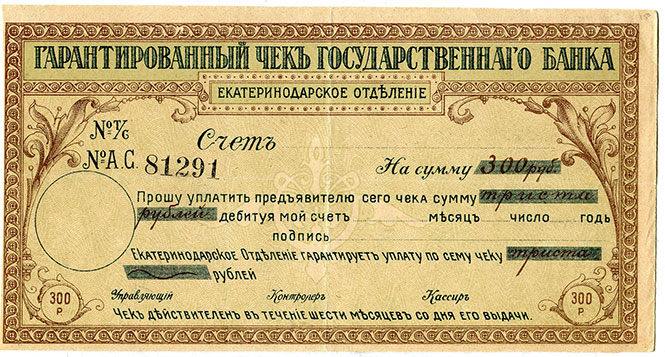 ГАРАНТИРОВАННЫЙ ЧЕКЪ ГОСУДАРСТВЕННАГО БАНКА
ЕКАТЕРИНОДАРСКОЕ ОТДѢЛЕНІЕ
№ Т/С Счетъ
№ А.С. 81291 На сумму 300 руб.
Прошу уплатить предъявителю сего чека сумму триста
рублей дебитуя мой счетъ месяцъ число годъ
подпись
Екатеринодарское Отдѣленіе гарантируетъ уплату по сему чеку триста
рублей
Управляющій Контролеръ Кассиръ
300 Р. 300 Р.
Чекъ дѣйствителенъ въ теченіе шести мѣсяцевъ со дня его выдачи.